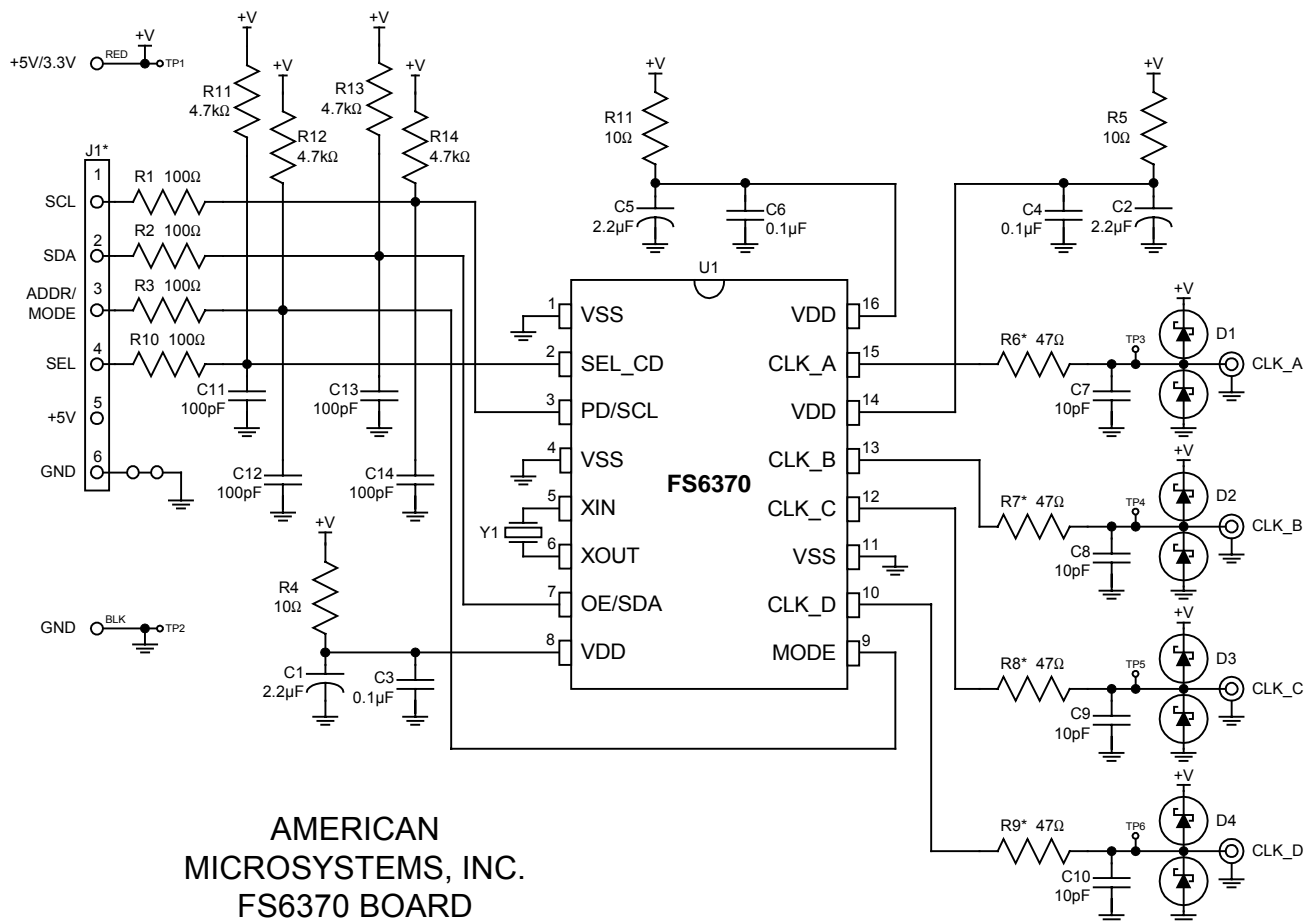 +V +V
+V
RED
+5V/3.3V TP1
+V +V +V +V
R11 R13
4.7kΩ 4.7kΩ
R11 R5
10Ω 10Ω
R12 R14
4.7kΩ 4.7kΩ
J1*
1
SCL
R1 100Ω
2
SDA
R2 100Ω
3
ADDR/
MODE
R3 100Ω
4
SEL
R10 100Ω
5
+5V
6
GND
C5 C6 C4 C2
2.2µF 0.1µF 0.1µF 2.2µF
C11 C13
100pF 100pF
C12 C14
100pF 100pF
U1
1 VSS VDD 16
2 SEL_CD CLK_A 15
3 PD/SCL VDD 14
4 VSS CLK_B 13
FS6370
5 XIN CLK_C 12
Y1
6 XOUT VSS 11
7 OE/SDA CLK_D 10
8 VDD MODE 9
+V
R6* 47Ω TP3 D1
CLK_A
C7
10pF
+V
R7* 47Ω TP4 D2
CLK_B
C8
10pF
+V
R8* 47Ω TP5 D3
CLK_C
C9
10pF
+V
R9* 47Ω TP6 D4
CLK_D
C10
10pF
+V
R4
10Ω
C1 C3
2.2µF 0.1µF
BLK
GND TP2
AMERICAN
MICROSYSTEMS, INC.
FS6370 BOARD